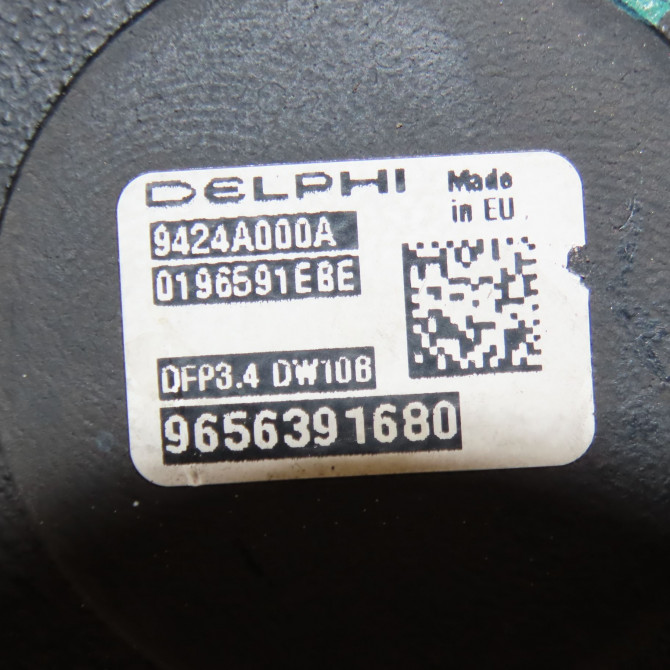 DELPHI
Made
in EU
9424A000A
0196591EBE
DFP3.4 DW10B
9656391680